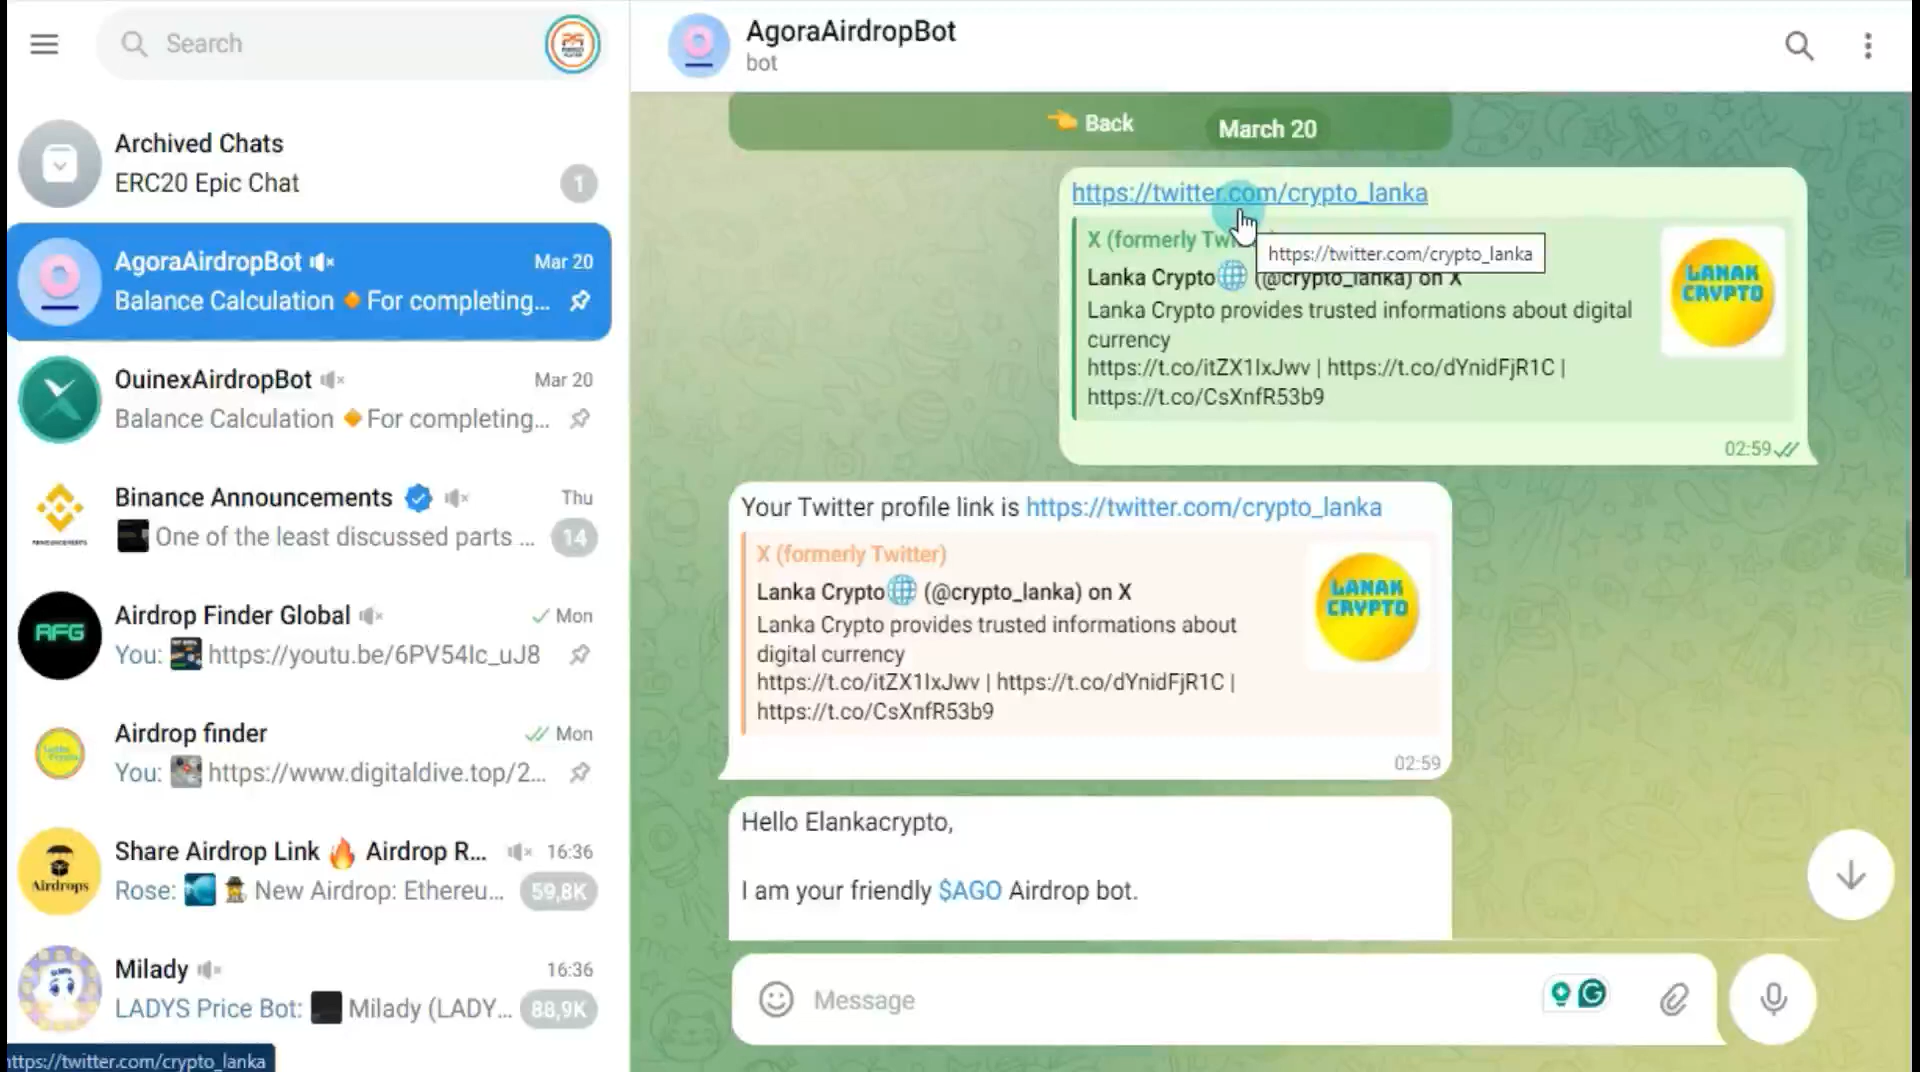 Search
Archived Chats
ERC20 Epic Chat
1
AgoraAirdropBot
Mar 20
Balance Calculation 🔸For completing...
OuinexAirdropBot
Mar 20
Balance Calculation 🔸For completing...
Binance Announcements
Thu
One of the least discussed parts ...
14
AFG
Airdrop Finder Global
Mon
You: https://youtu.be/6PV54Ic_uJ8
Airdrop finder
Mon
You: https://www.digitaldive.top/2...
Airdrops
Share Airdrop Link 🔥 Airdrop R...
16:36
Rose: New Airdrop: Ethereu...
59,8K
Milady
16:36
LADYS Price Bot: Milady (LADY...
88,9K
https://twitter.com/crypto_lanka
AgoraAirdropBot
bot
👈 Back
March 20
https://twitter.com/crypto_lanka
X (formerly Twi
https://twitter.com/crypto_lanka
Lanka Crypto🌐 (@crypto_lanka) on X
Lanka Crypto provides trusted informations about digital
currency
https://t.co/itZX1IxJwv | https://t.co/dYnidFjR1C |
https://t.co/CsXnfR53b9
LANAK
CRYPTO
02:59
Your Twitter profile link is https://twitter.com/crypto_lanka
X (formerly Twitter)
Lanka Crypto🌐 (@crypto_lanka) on X
Lanka Crypto provides trusted informations about
digital currency
https://t.co/itZX1IxJwv | https://t.co/dYnidFjR1C |
https://t.co/CsXnfR53b9
LANAK
CRYPTO
02:59
Hello Elankacrypto,
I am your friendly $AGO Airdrop bot.
Message